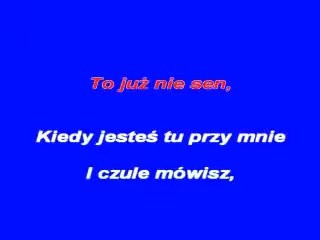 To już nie sen,
Kiedy jesteś tu przy mnie
I czule mówisz,